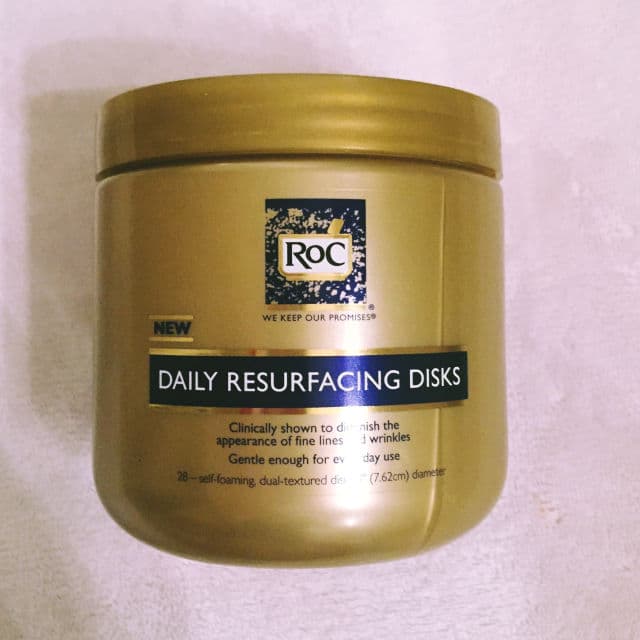 RoC
®
WE KEEP OUR PROMISES®
NEW
DAILY RESURFACING DISKS
Clinically shown to the
appearance of fine lines wrinkles
Gentle enough for use
28 – self-foaming, dual-textured (7.62cm) diameter